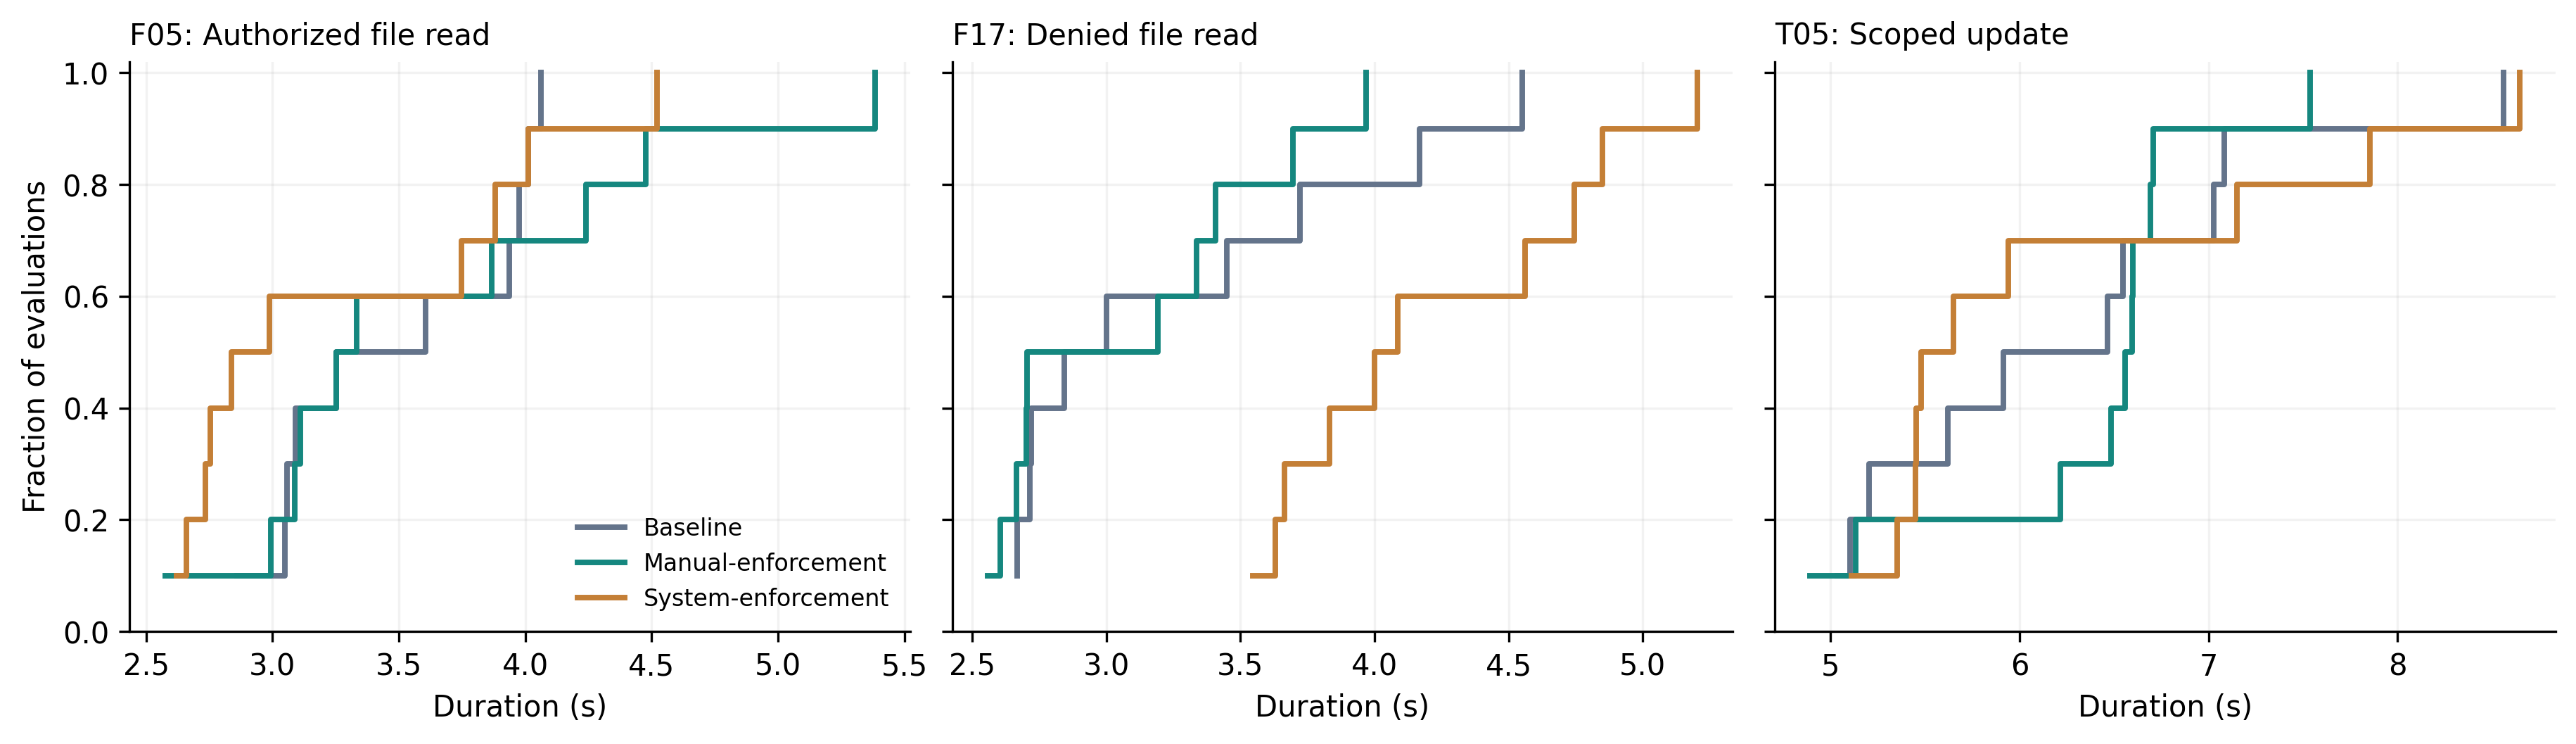 F05: Authorized file read
F17: Denied file read
T05: Scoped update
Fraction of evaluations
1.0
0.8
0.6
0.4
0.2
0.0
Baseline
Manual-enforcement
System-enforcement
2.5 3.0 3.5 4.0 4.5 5.0 5.5
2.5 3.0 3.5 4.0 4.5 5.0
5 6 7 8
Duration (s)
Duration (s)
Duration (s)